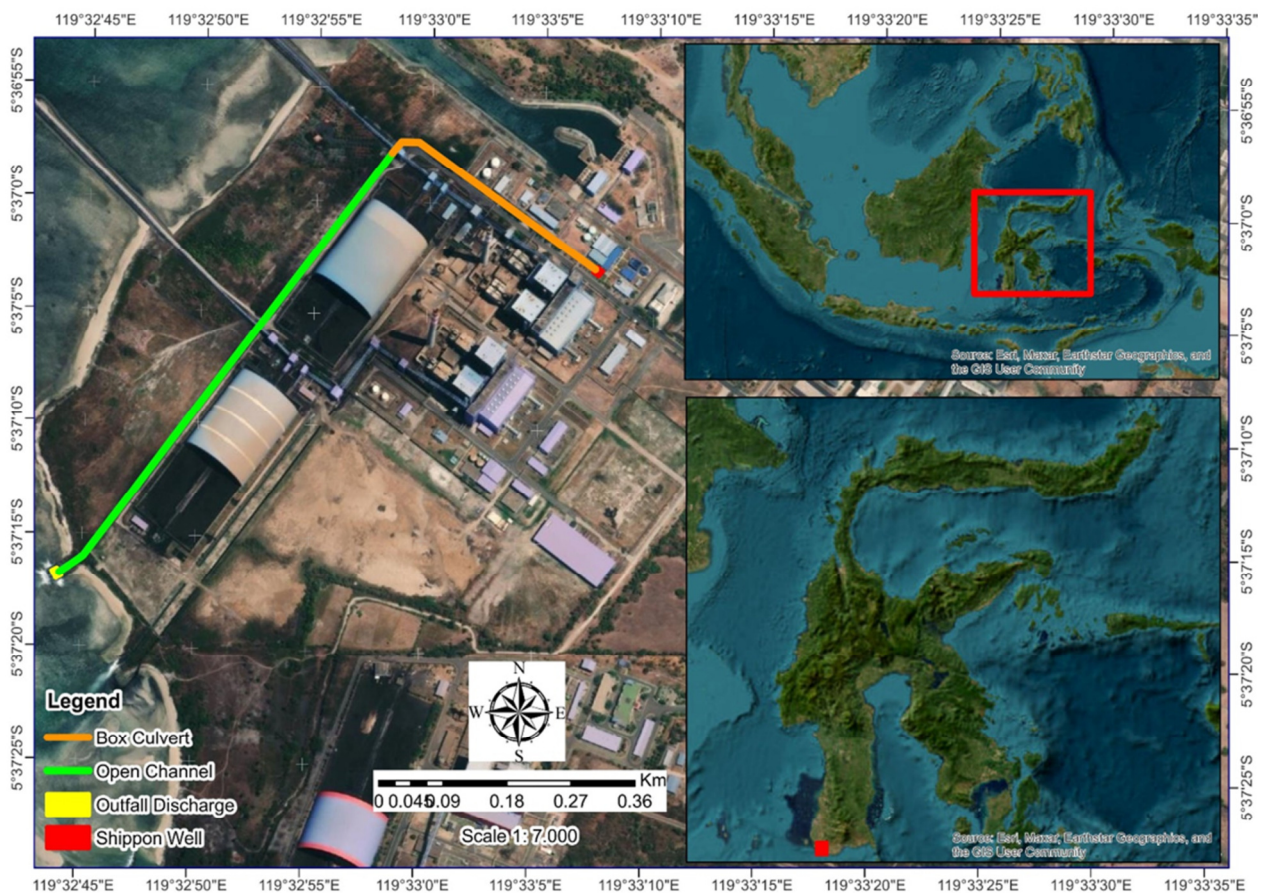 119°32'45"E 119°32'50"E 119°32'55"E 119°33'0"E 119°33'5"E 119°33'10"E 119°33'15"E 119°33'20"E 119°33'25"E 119°33'30"E 119°33'35"E
5°36'55"S
5°37'0"S
5°37'5"S
5°37'10"S
5°37'15"S
5°37'20"S
5°37'25"S
Source: Esri, Maxar, Earthstar Geographics, and
the GIS User Community
Legend
Box Culvert
Open Channel
Outfall Discharge
Shippon Well
N
W E
S
Km
0 0.045 0.09 0.18 0.27 0.36
Scale 1: 7,000
Source: Esri, Maxar, Earthstar Geographics, and
the GIS User Community
5°36'55"S
5°37'0"S
5°37'5"S
5°37'10"S
5°37'15"S
5°37'20"S
5°37'25"S
119°32'45"E 119°32'50"E 119°32'55"E 119°33'0"E 119°33'5"E 119°33'10"E 119°33'15"E 119°33'20"E 119°33'25"E 119°33'30"E